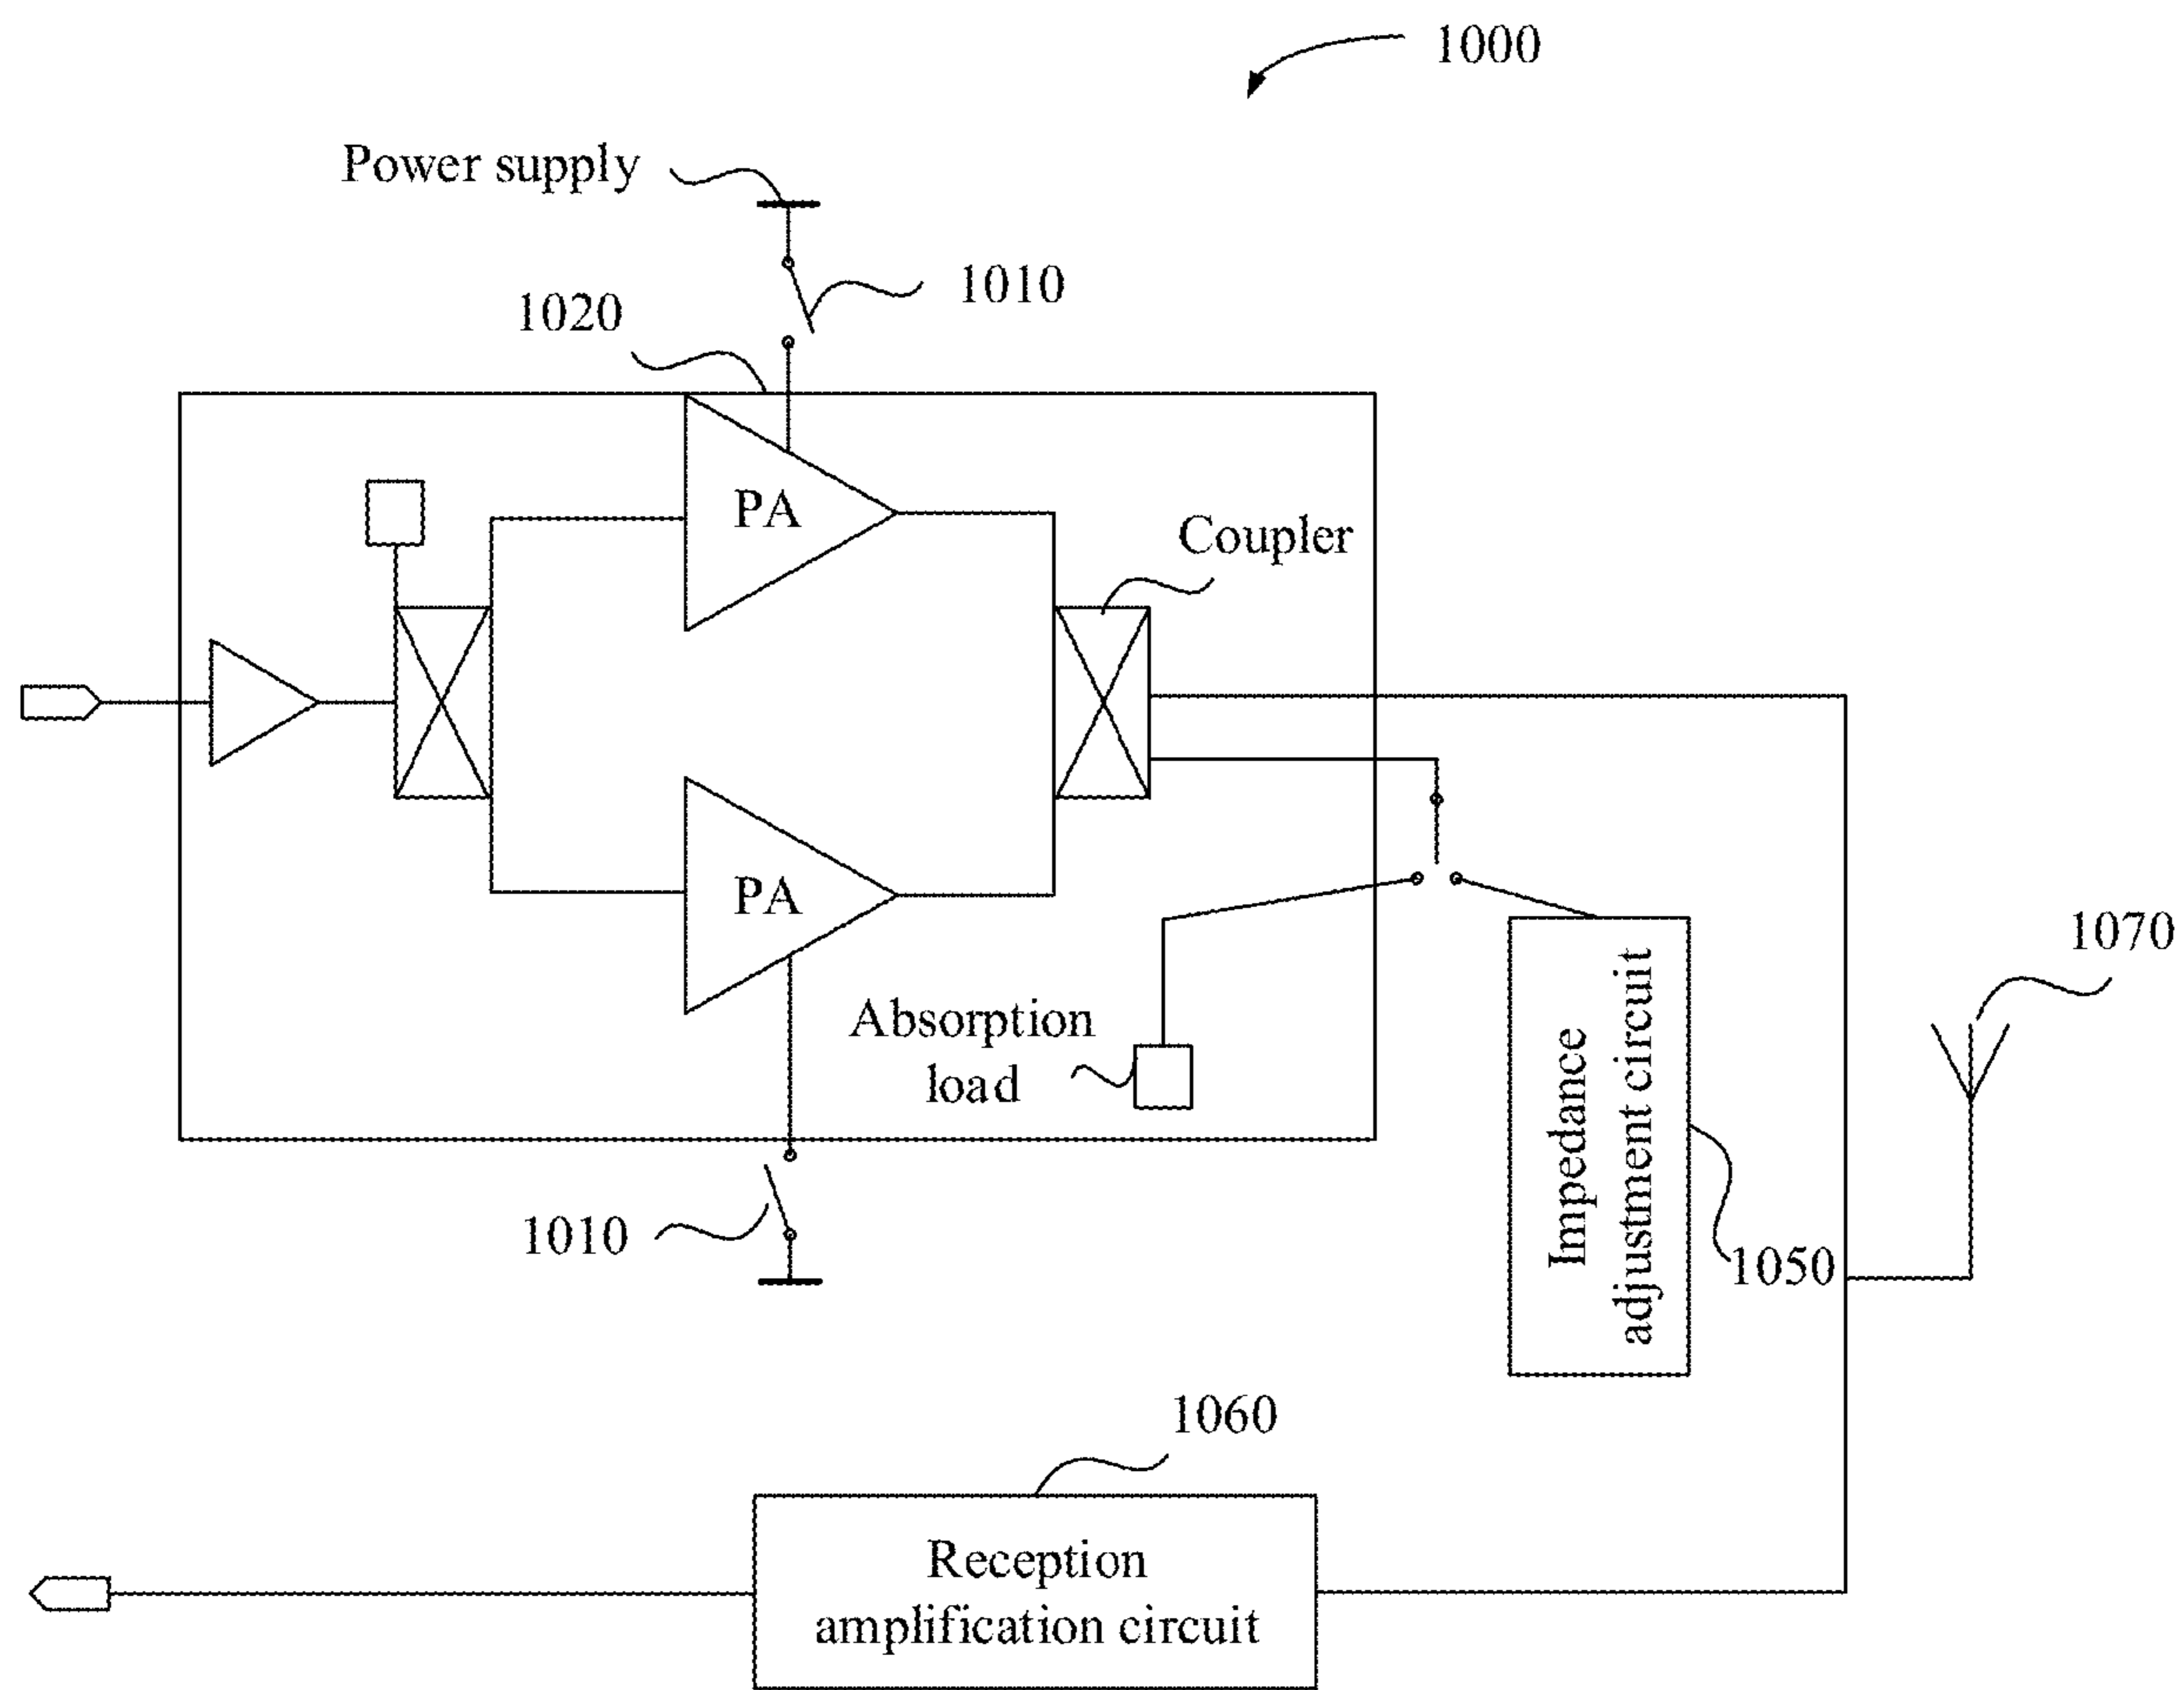 1000
Power supply
1010
1020
PA
Coupler
PA
1070
Absorption
load
Impedance
adjustment circuit
1010
1050
1060
Reception
amplification circuit